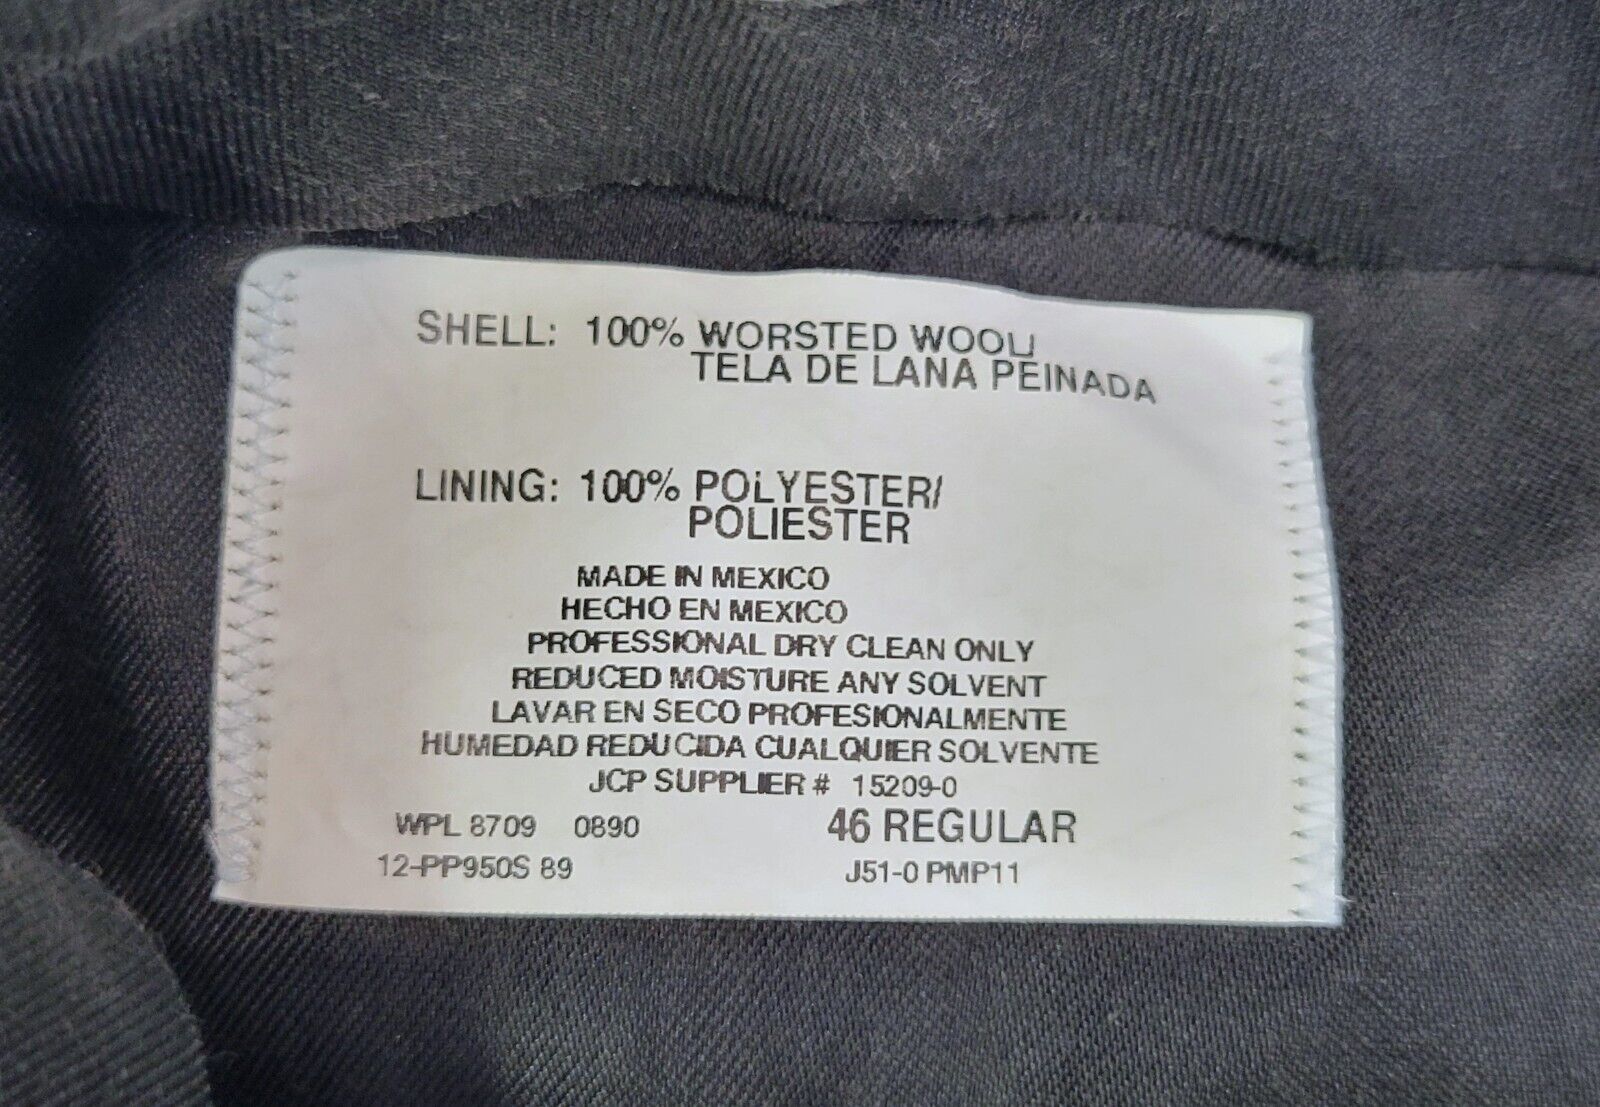 SHELL: 100% WORSTED WOOL/
TELA DE LANA PEINADA
LINING: 100% POLYESTER/
POLIESTER
MADE IN MEXICO
HECHO EN MEXICO
PROFESSIONAL DRY CLEAN ONLY
REDUCED MOISTURE ANY SOLVENT
LAVAR EN SECO PROFESIONALMENTE
HUMEDAD REDUCIDA CUALQUIER SOLVENTE
JCP SUPPLIER # 15209-0
WPL 8709 0890 46 REGULAR
12-PP950S 89 J51-0 PMP11